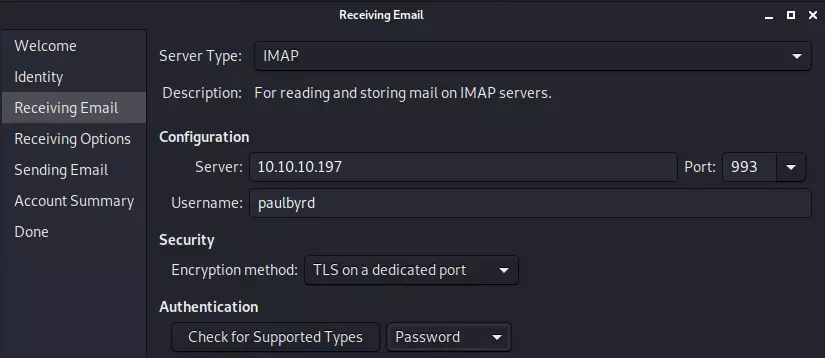 Receiving Email
Welcome
Identity
Receiving Email
Receiving Options
Sending Email
Account Summary
Done
Server Type: IMAP
Description: For reading and storing mail on IMAP servers.
Configuration
Server: 10.10.10.197 Port: 993
Username: paulbyrd
Security
Encryption method: TLS on a dedicated port
Authentication
Check for Supported Types Password